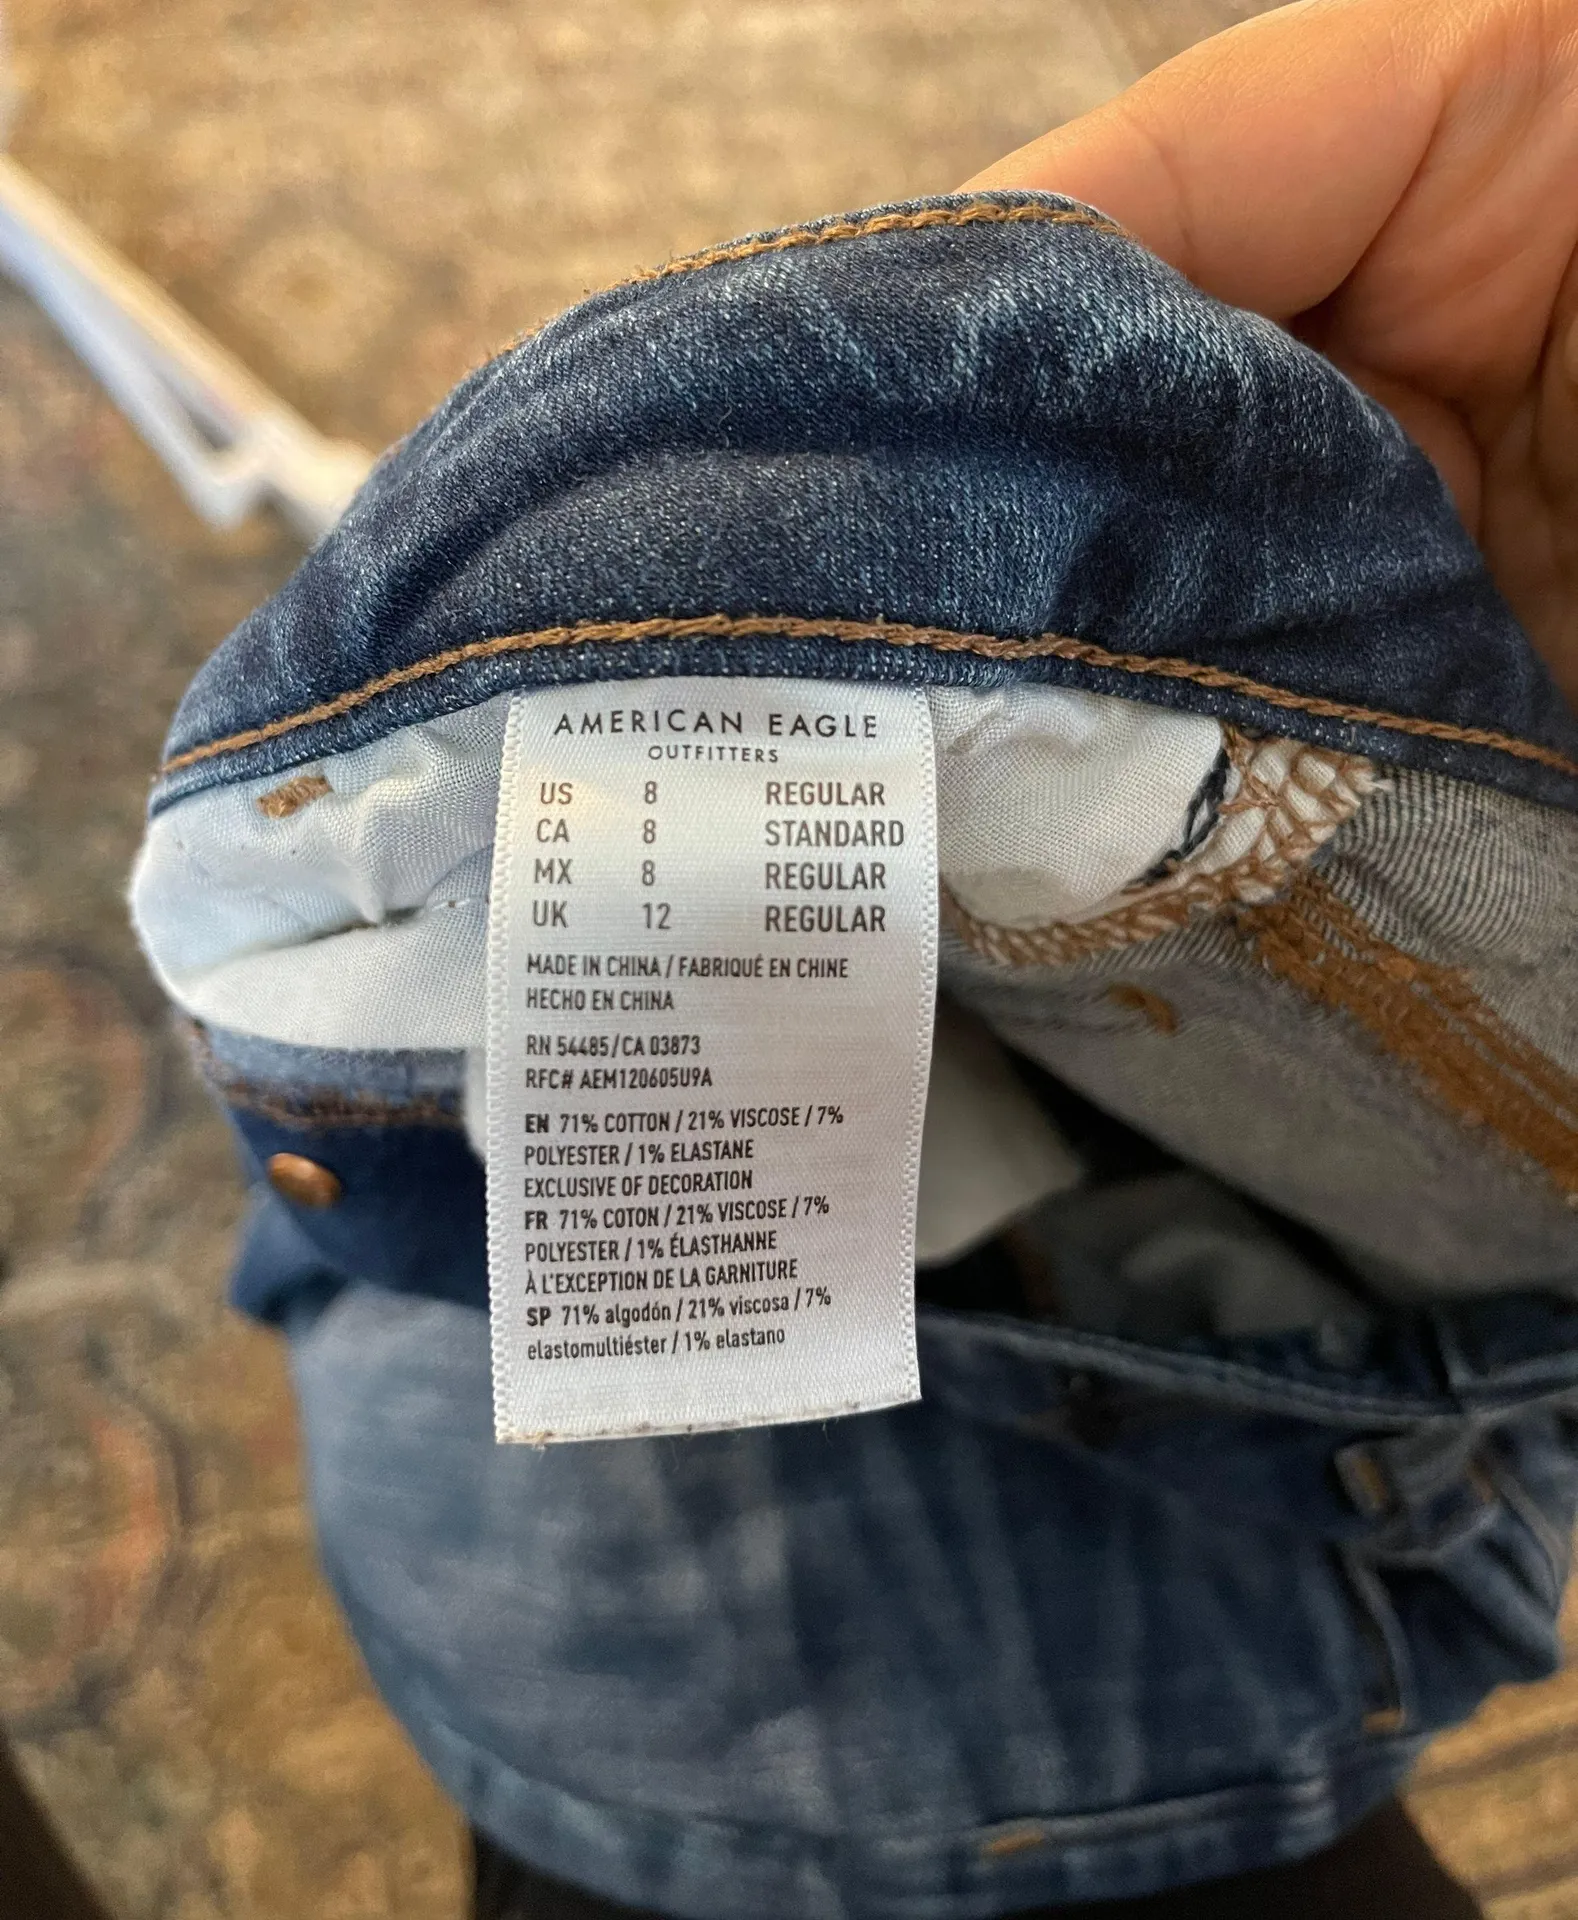 AMERICAN EAGLE
OUTFITTERS
US 8 REGULAR
CA 8 STANDARD
MX 8 REGULAR
UK 12 REGULAR
MADE IN CHINA / FABRIQUÉ EN CHINE
HECHO EN CHINA
RN 54485/CA 03873
RFC# AEM120605U9A
EN 71% COTTON / 21% VISCOSE / 7%
POLYESTER / 1% ELASTANE
EXCLUSIVE OF DECORATION
FR 71% COTON / 21% VISCOSE / 7%
POLYESTER / 1% ÉLASTHANNE
À L'EXCEPTION DE LA GARNITURE
SP 71% algodón / 21% viscosa / 7%
elastomultiéster / 1% elastano